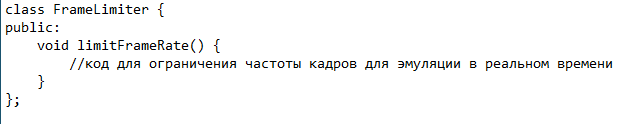 class FrameLimiter {
public:
    void limitFrameRate() {
        //код для ограничения частоты кадров для эмуляции в реальном времени
    }
};